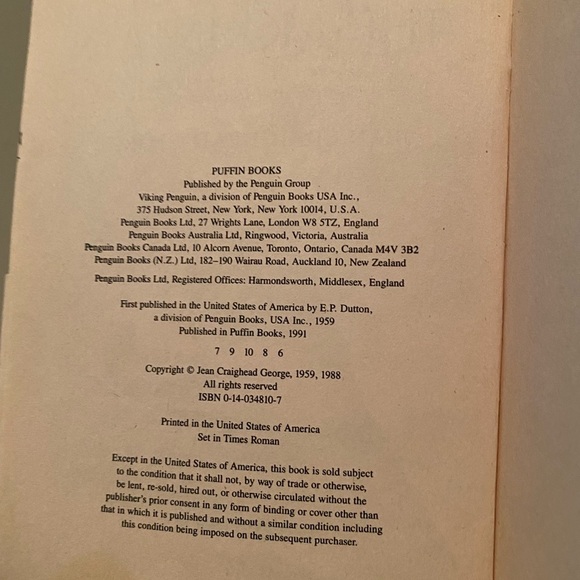 PUFFIN BOOKS
Published by the Penguin Group
Viking Penguin, a division of Penguin Books USA Inc.,
375 Hudson Street, New York, New York 10014, U.S.A.
Penguin Books Ltd, 27 Wrights Lane, London W8 5TZ, England
Penguin Books Australia Ltd, Ringwood, Victoria, Australia
Penguin Books Canada Ltd, 10 Alcorn Avenue, Toronto, Ontario, Canada M4V 3B2
Penguin Books (N.Z.) Ltd, 182–190 Wairau Road, Auckland 10, New Zealand
Penguin Books Ltd, Registered Offices: Harmondsworth, Middlesex, England
First published in the United States of America by E.P. Dutton,
a division of Penguin Books, USA Inc., 1959
Published in Puffin Books, 1991
7 9 10 8 6
Copyright © Jean Craighead George, 1959, 1988
All rights reserved
ISBN 0-14-034810-7
Printed in the United States of America
Set in Times Roman
Except in the United States of America, this book is sold subject
to the condition that it shall not, by way of trade or otherwise,
be lent, re-sold, hired out, or otherwise circulated without the
publisher's prior consent in any form of binding or cover other than
that in which it is published and without a similar condition including
this condition being imposed on the subsequent purchaser.